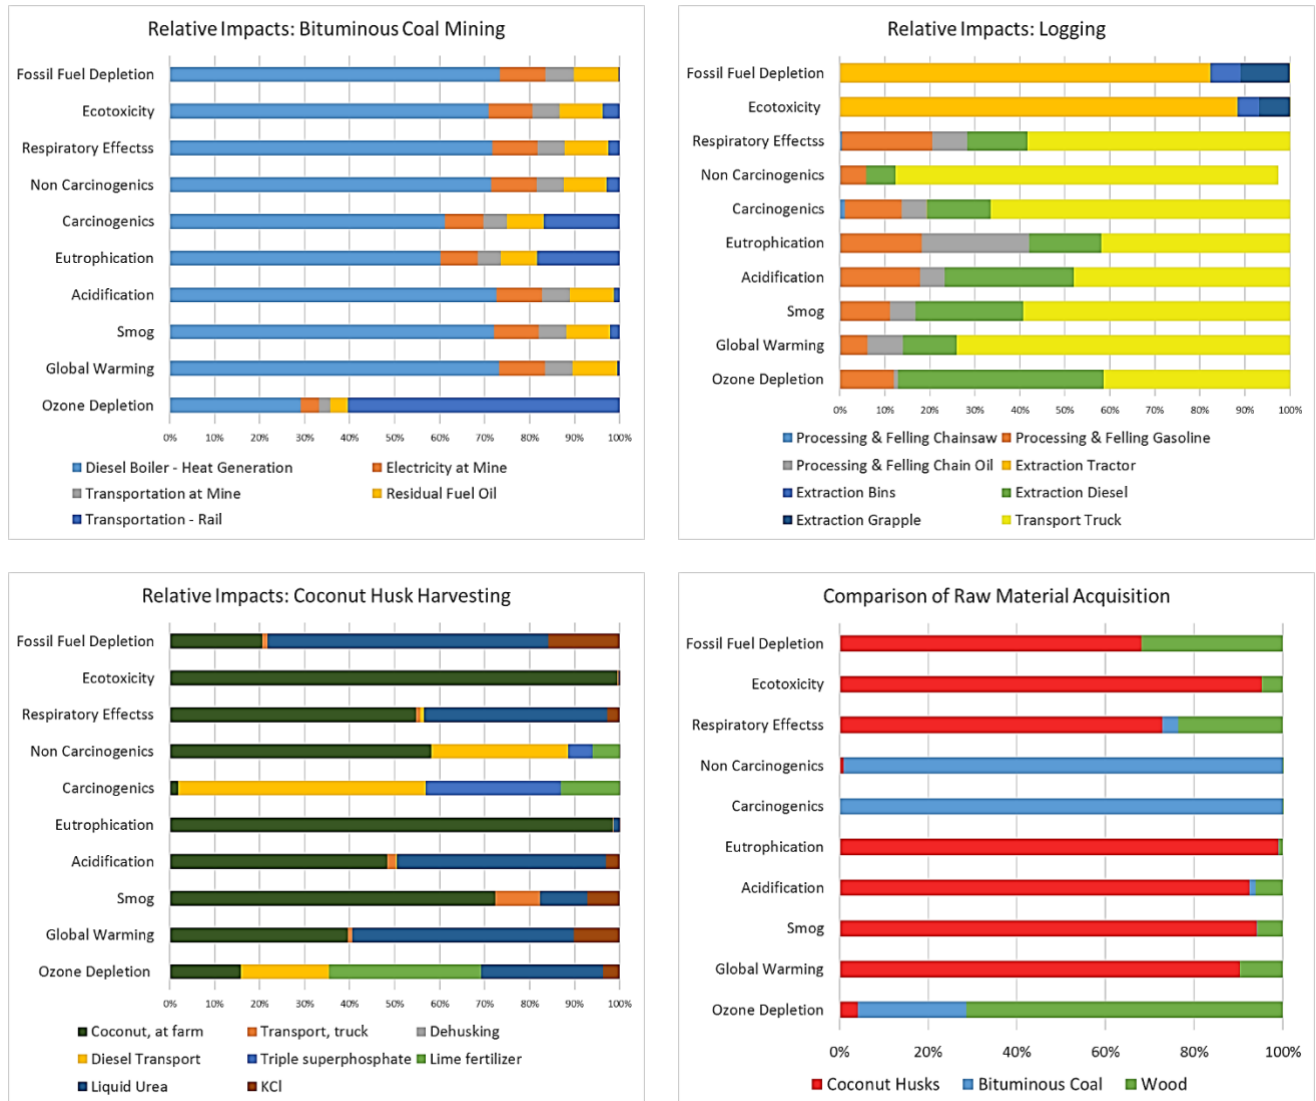 Relative Impacts: Bituminous Coal Mining
Fossil Fuel Depletion
Ecotoxicity
Respiratory Effectss
Non Carcinogenics
Carcinogenics
Eutrophication
Acidification
Smog
Global Warming
Ozone Depletion
0% 10% 20% 30% 40% 50% 60% 70% 80% 90% 100%
Diesel Boiler - Heat Generation Electricity at Mine
Transportation at Mine Residual Fuel Oil
Transportation - Rail
Relative Impacts: Logging
Fossil Fuel Depletion
Ecotoxicity
Respiratory Effectss
Non Carcinogenics
Carcinogenics
Eutrophication
Acidification
Smog
Global Warming
Ozone Depletion
0% 10% 20% 30% 40% 50% 60% 70% 80% 90% 100%
Processing & Felling Chainsaw Processing & Felling Gasoline
Processing & Felling Chain Oil Extraction Tractor
Extraction Bins Extraction Diesel
Extraction Grapple Transport Truck
Relative Impacts: Coconut Husk Harvesting
Fossil Fuel Depletion
Ecotoxicity
Respiratory Effectss
Non Carcinogenics
Carcinogenics
Eutrophication
Acidification
Smog
Global Warming
Ozone Depletion
0% 10% 20% 30% 40% 50% 60% 70% 80% 90% 100%
Coconut, at farm Transport, truck Dehusking
Diesel Transport Triple superphosphate Lime fertilizer
Liquid Urea KCl
Comparison of Raw Material Acquisition
Fossil Fuel Depletion
Ecotoxicity
Respiratory Effectss
Non Carcinogenics
Carcinogenics
Eutrophication
Acidification
Smog
Global Warming
Ozone Depletion
0% 20% 40% 60% 80% 100%
Coconut Husks Bituminous Coal Wood